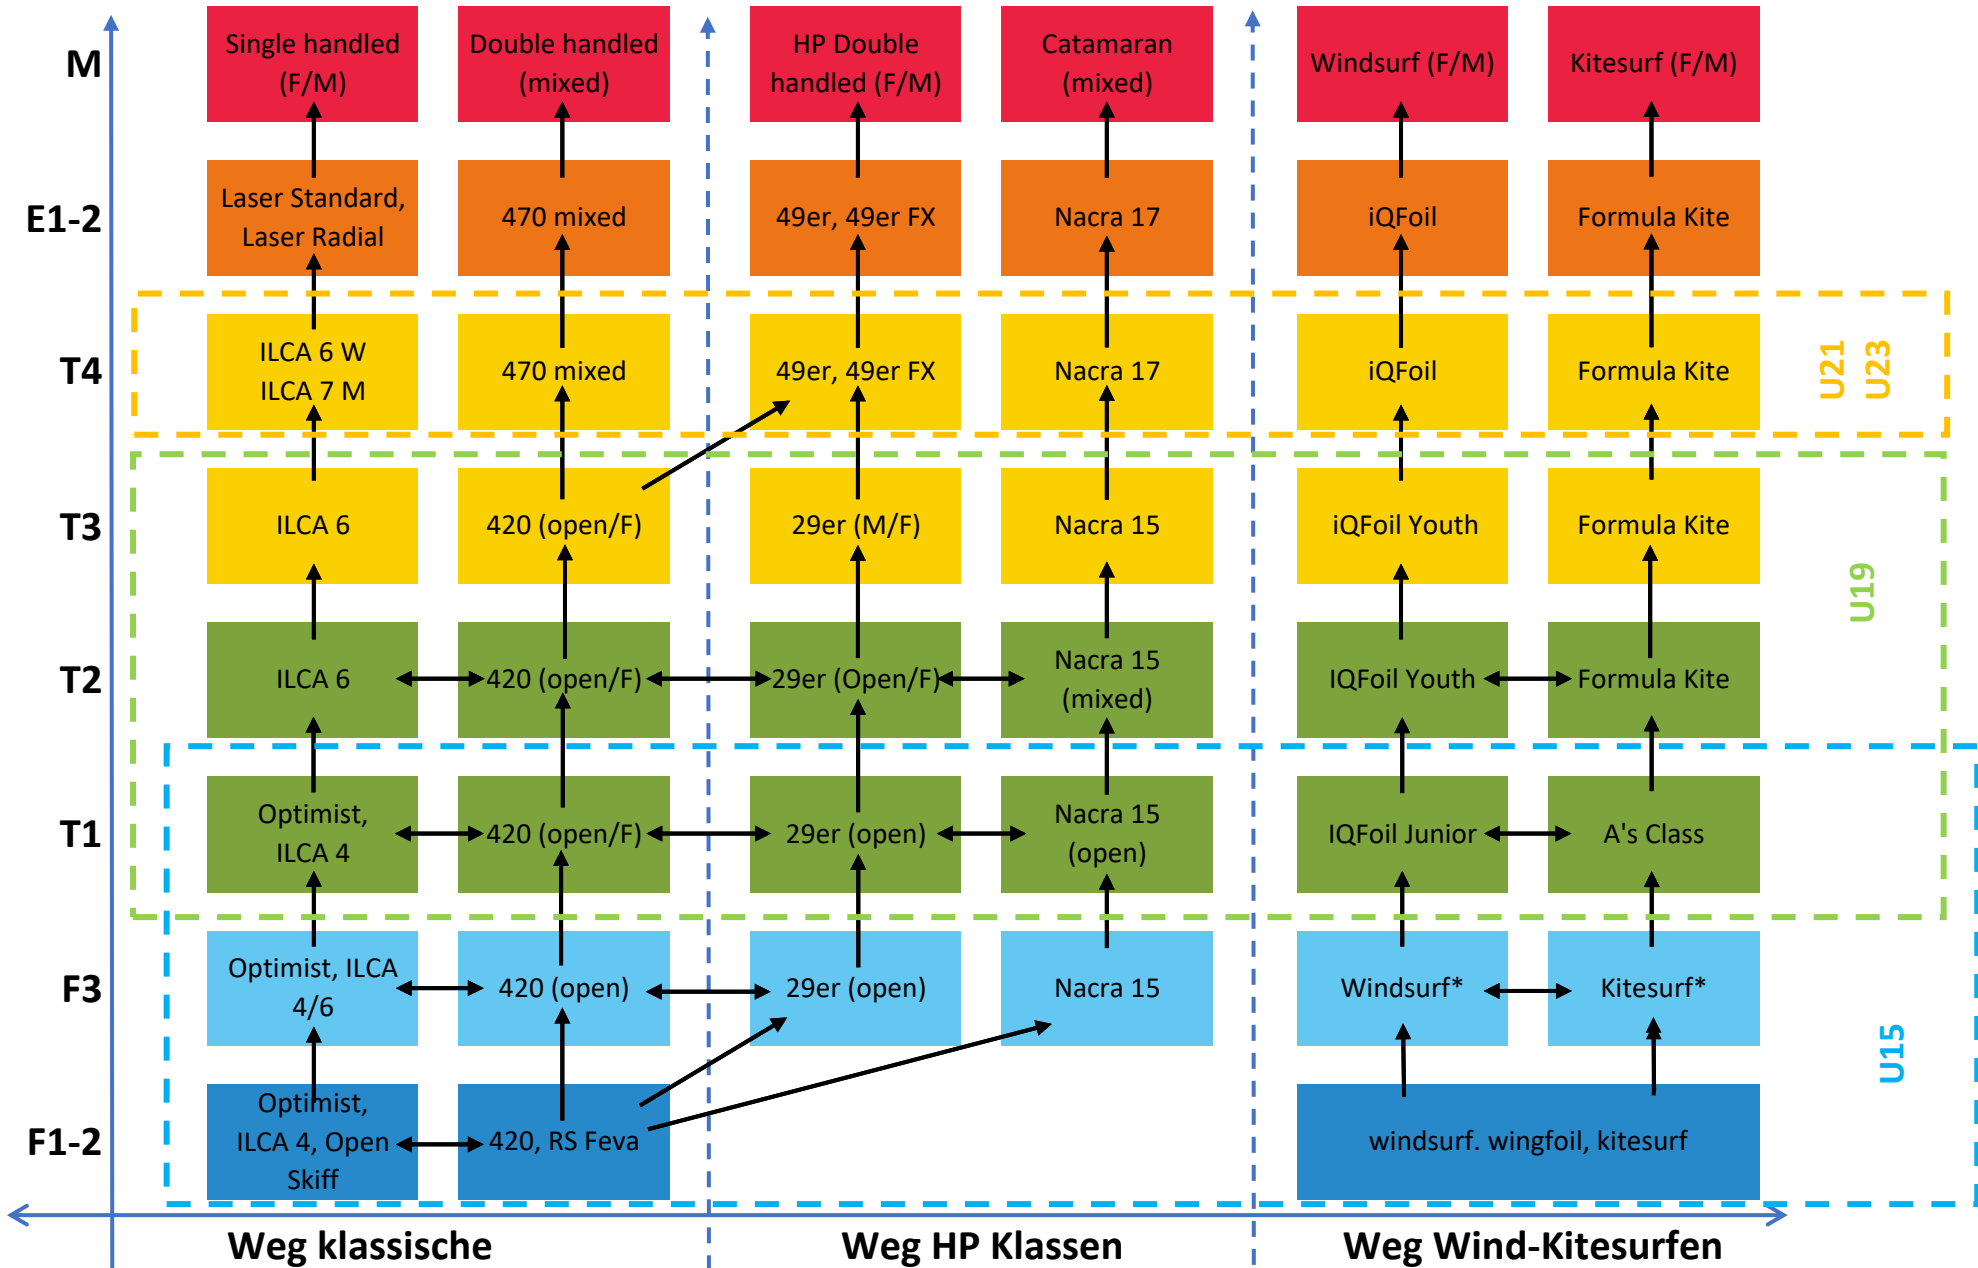 M
Single handled
(F/M)
Double handled
(mixed)
HP Double
handled (F/M)
Catamaran
(mixed)
Windsurf (F/M)
Kitesurf (F/M)
E1-2
Laser Standard,
Laser Radial
470 mixed
49er, 49er FX
Nacra 17
iQFoil
Formula Kite
T4
ILCA 6 W
ILCA 7 M
470 mixed
49er, 49er FX
Nacra 17
iQFoil
Formula Kite
U21
U23
T3
ILCA 6
420 (open/F)
29er (M/F)
Nacra 15
iQFoil Youth
Formula Kite
U19
T2
ILCA 6
420 (open/F)
29er (Open/F)
Nacra 15
(mixed)
IQFoil Youth
Formula Kite
T1
Optimist,
ILCA 4
420 (open/F)
29er (open)
Nacra 15
(open)
IQFoil Junior
A's Class
F3
Optimist, ILCA
4/6
420 (open)
29er (open)
Nacra 15
Windsurf*
Kitesurf*
U15
F1-2
Optimist,
ILCA 4, Open
Skiff
420, RS Feva
windsurf. wingfoil, kitesurf
Weg klassische
Weg HP Klassen
Weg Wind-Kitesurfen